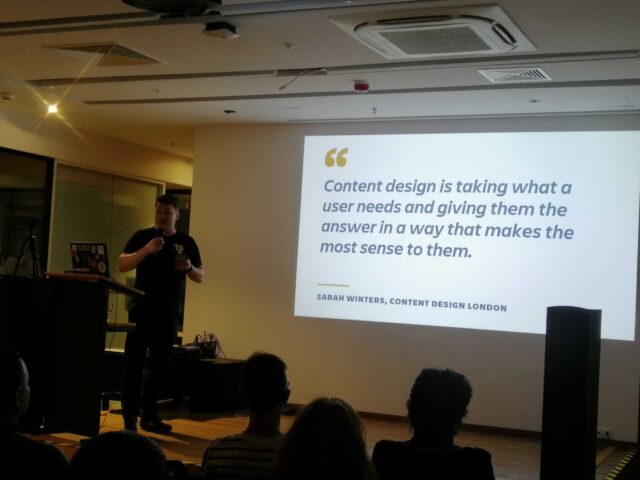 “
Content design is taking what a
user needs and giving them the
answer in a way that makes the
most sense to them.
SARAH WINTERS, CONTENT DESIGN LONDON